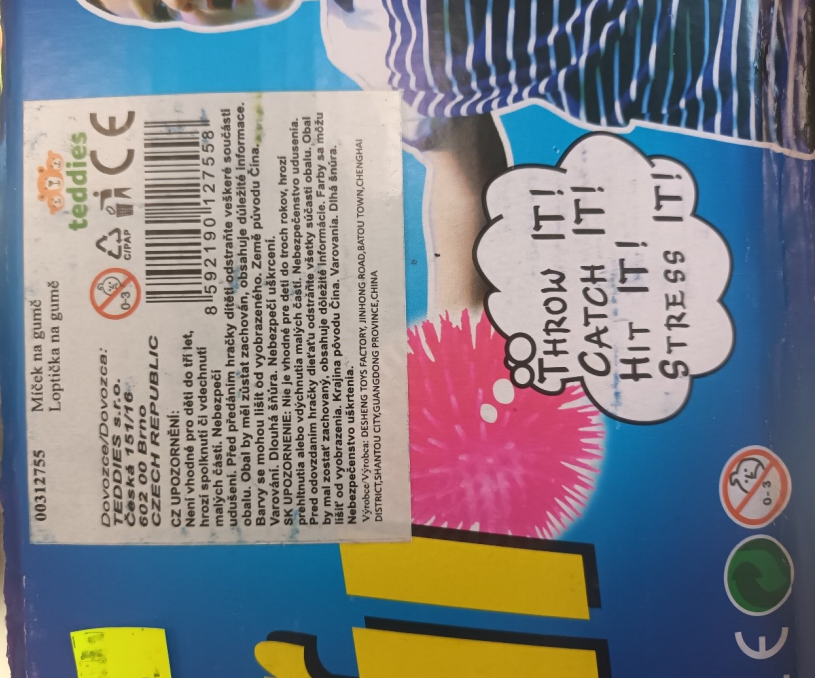 00312755
Míček na gumě
Loptička na gumě
teddies
Dovozce/Dovozca:
TEDDIES s.r.o.
Česká 151/16
602 00 Brno
CZECH REPUBLIC
0-3
C/PAP
CE
8 592190 127558
CZ UPOZORNĚNÍ:
Není vhodné pro děti do tří let,
hrozí spolknutí či vdechnutí
malých částí. Nebezpečí
udušení. Před předáním hračky dítěti odstraňte veškeré součásti
obalu. Obal by měl zůstat zachován, obsahuje důležité informace.
Barvy se mohou lišit od vyobrazeného. Země původu Čína.
Varování. Dlouhá šňůra. Nebezpečí uškrcení.
SK UPOZORNENIE: Nie je vhodné pre deti do troch rokov, hrozí
prehltnutia alebo vdýchnutia malých častí. Nebezpečenstvo udusenia.
Pred odovzdaním hračky dieťaťu odstráňte všetky súčasti obalu. Obal
by mal zostať zachovaný, obsahuje dôležité informácie. Farby sa môžu
líšiť od vyobrazenia. Krajina pôvodu Čína. Varovania. Dlhá šnúra.
Nebezpečenstvo uškrtenia.
Výrobce/Výrobca: DESHENG TOYS FACTORY, JINHONG ROAD,BATOU TOWN,CHENGHAI
DISTRICT,SHANTOU CITY,GUANGDONG PROVINCE,CHINA
THROW IT!
CATCH IT!
HIT IT!
STRESS IT!
0-3